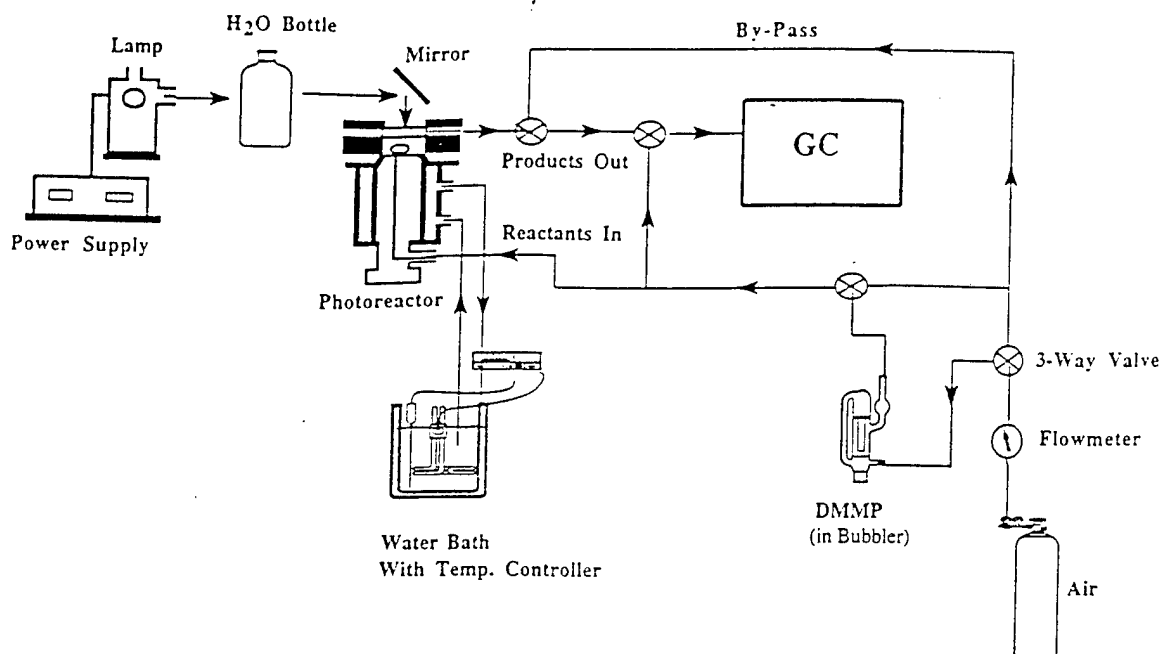 By-Pass
H₂O Bottle
Lamp
Mirror
GC
Products Out
Reactants In
Power Supply
Photoreactor
3-Way Valve
Flowmeter
DMMP
(in Bubbler)
Water Bath
With Temp. Controller
Air